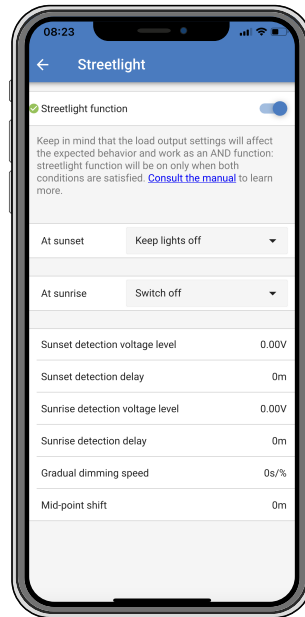 08:23
Streetlight
Streetlight function
Keep in mind that the load output settings will affect
the expected behavior and work as an AND function:
streetlight function will be on only when both
conditions are satisfied. Consult the manual to learn
more.
At sunset Keep lights off
At sunrise Switch off
Sunset detection voltage level 0.00V
Sunset detection delay 0m
Sunrise detection voltage level 0.00V
Sunrise detection delay 0m
Gradual dimming speed 0s/%
Mid-point shift 0m